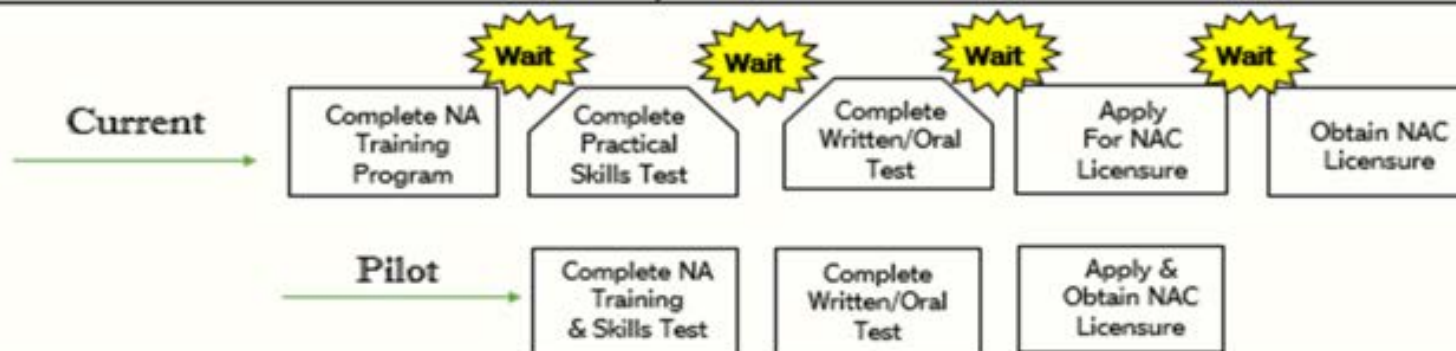 Wait
Wait
Wait
Wait
Current
Complete NA
Training
Program
Complete
Practical
Skills Test
Complete
Written/Oral
Test
Apply
For NAC
Licensure
Obtain NAC
Licensure
Pilot
Complete NA
Training
& Skills Test
Complete
Written/Oral
Test
Apply &
Obtain NAC
Licensure